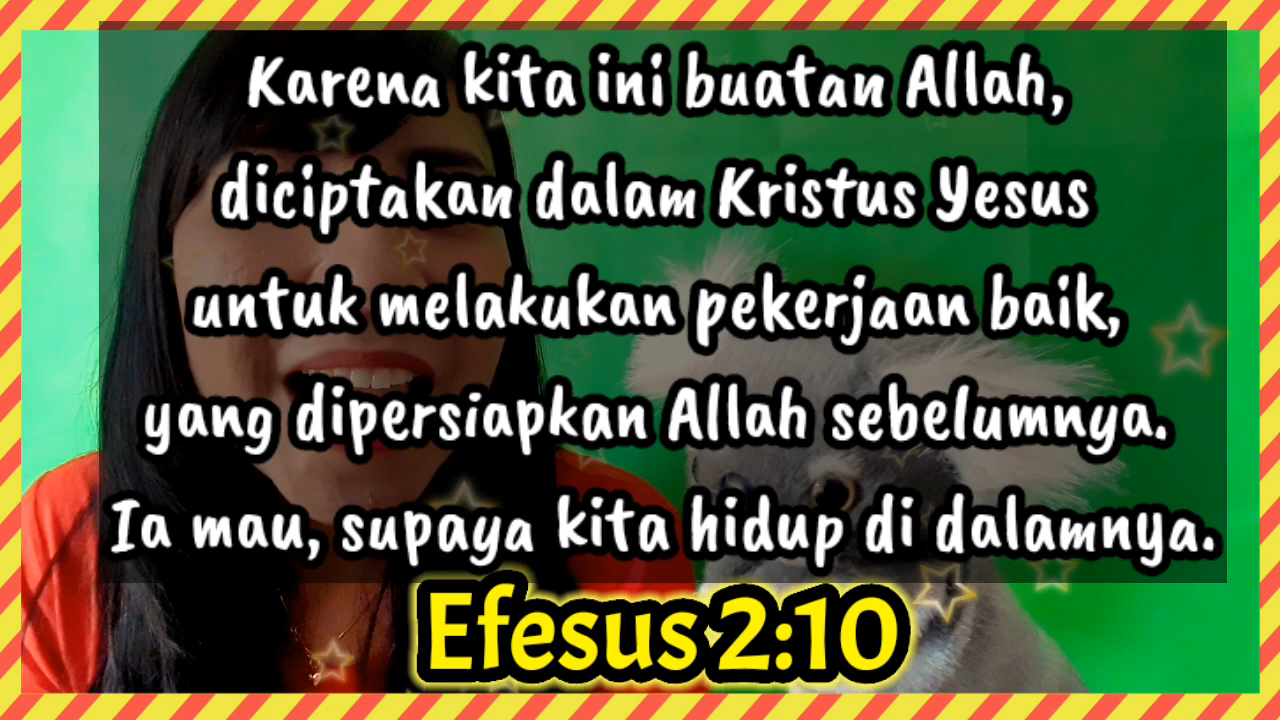 Karena kita ini buatan Allah,
diciptakan dalam Kristus Yesus
untuk melakukan pekerjaan baik,
yang dipersiapkan Allah sebelumnya.
Ia mau, supaya kita hidup di dalamnya.
Efesus 2:10